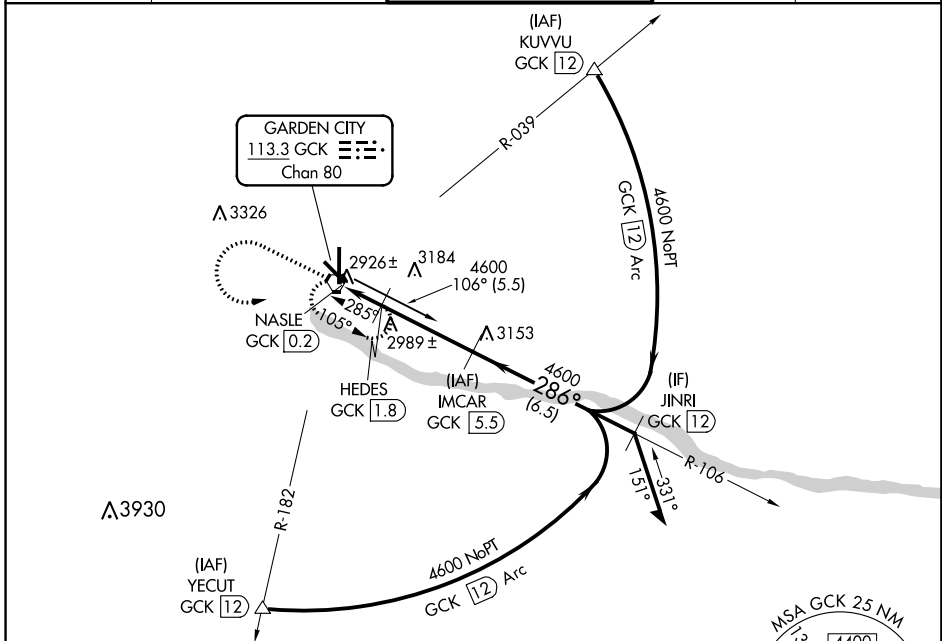 (IAF)
KUVVU
GCK 12
R-039
GARDEN CITY
113.3 GCK
Chan 80
4600 NoPT
GCK 12 Arc
3326
2926±
3184
4600
106° (5.5)
285°
105°
NASLE
GCK 0.2
2989 ±
3153
HEDES
GCK 1.8
(IAF)
IMCAR
GCK 5.5
4600
286°
(6.5)
(IF)
JINRI
GCK 12
R-106
151°
331°
3930
R-182
(IAF)
YECUT
GCK 12
4600 NoPT
GCK 12 Arc
MSA GCK 25 NM
4400